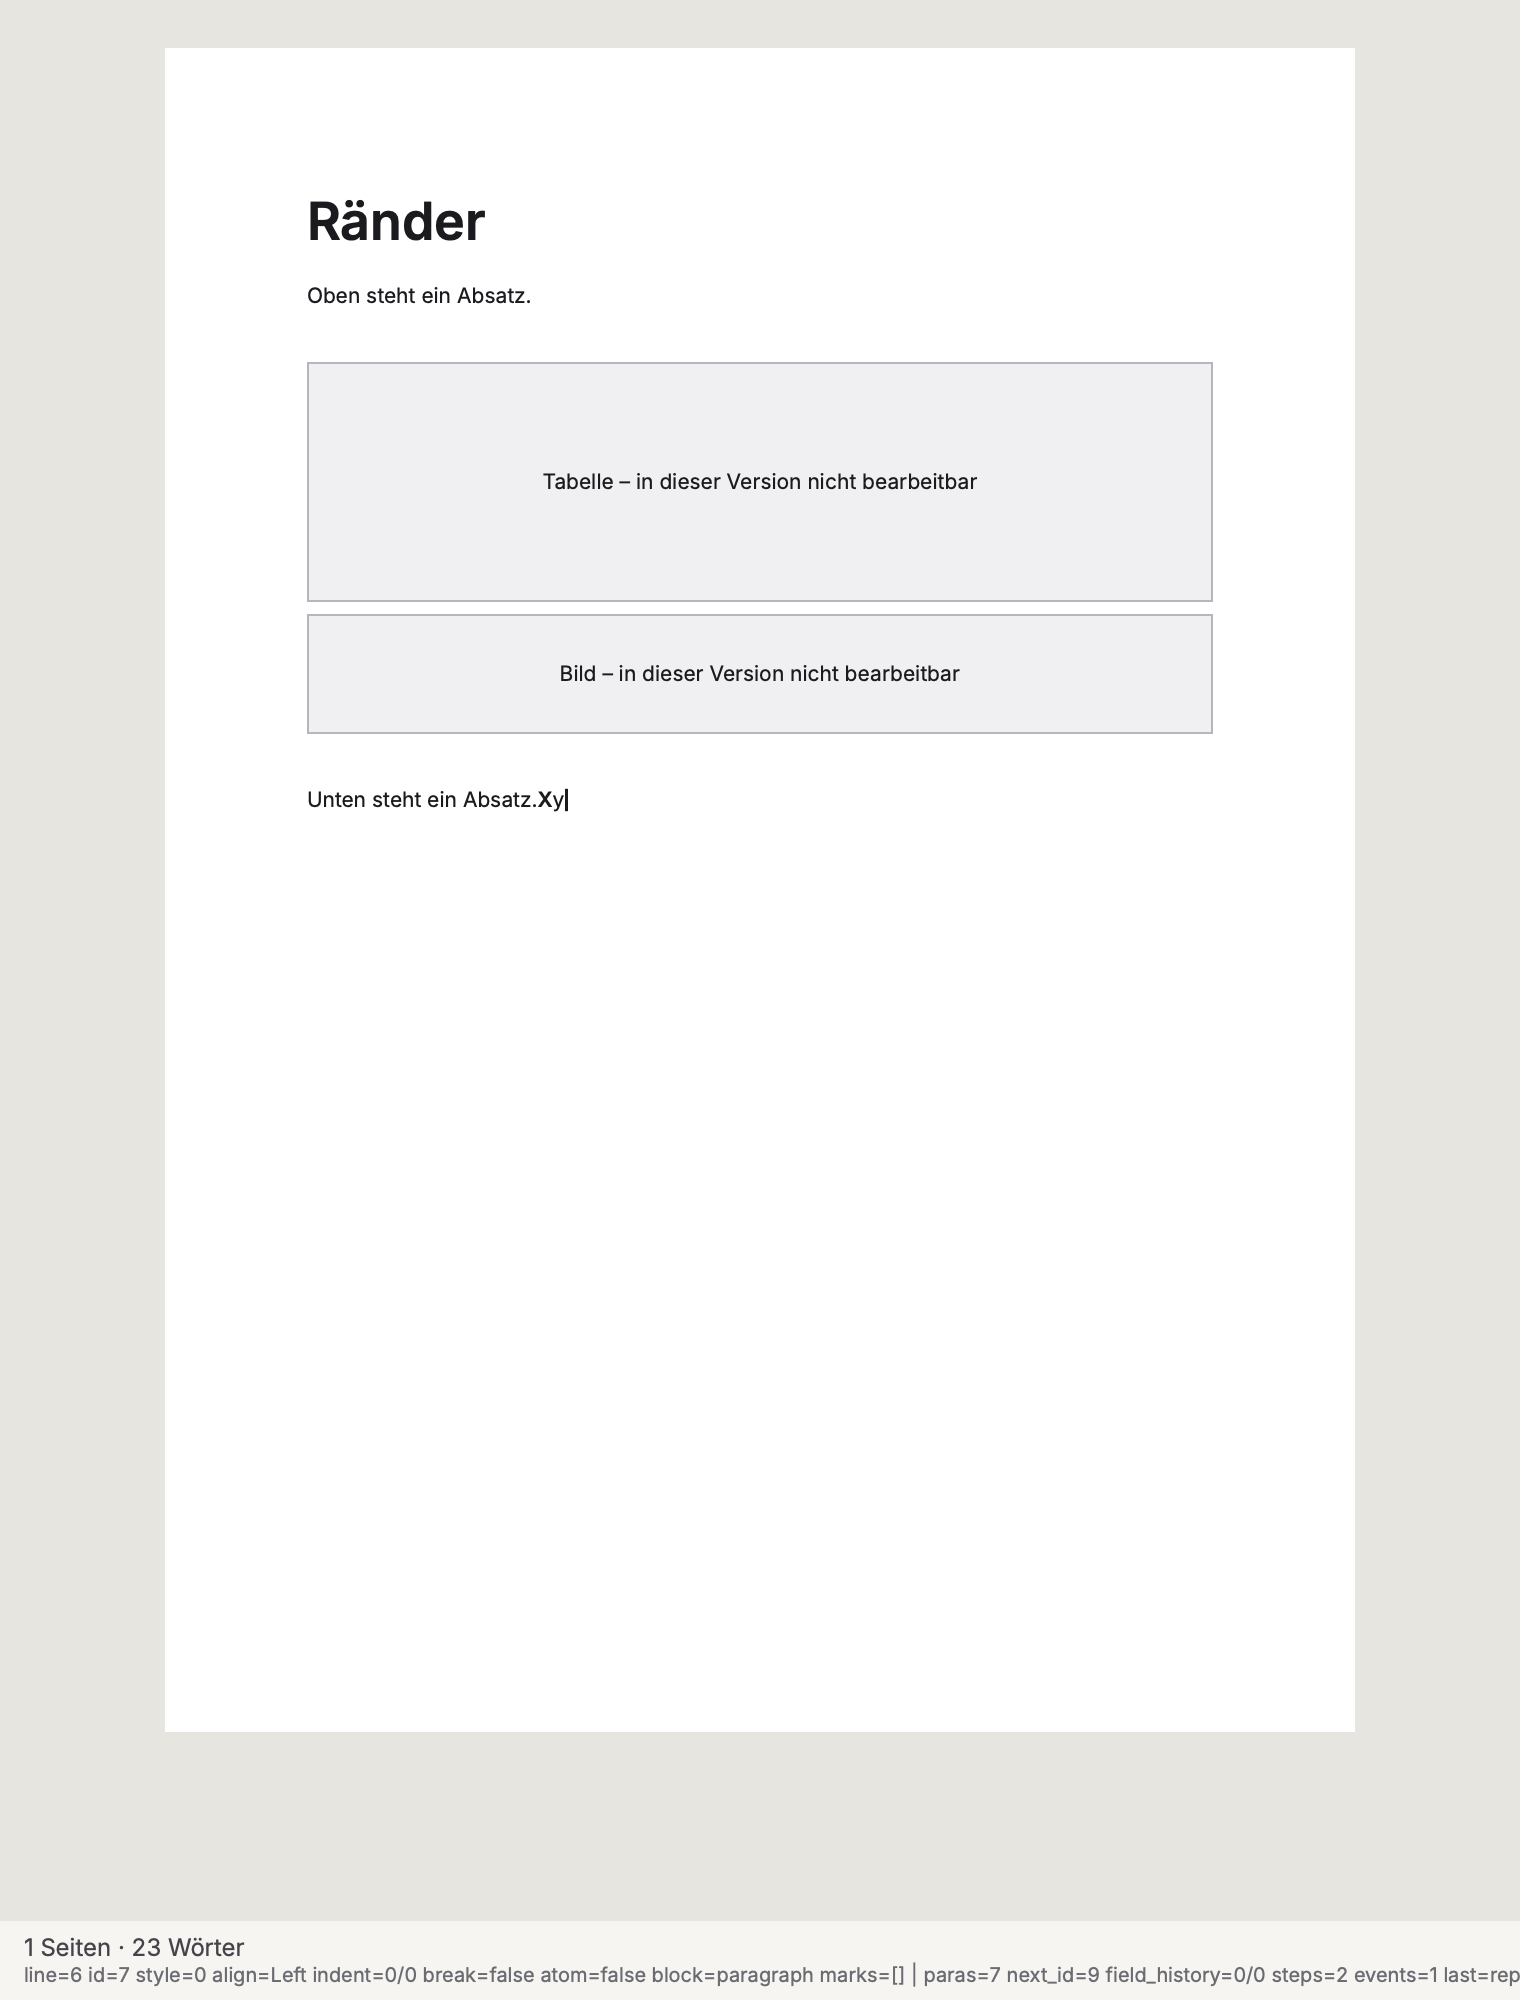 Ränder
Oben steht ein Absatz.
Tabelle – in dieser Version nicht bearbeitbar
Bild – in dieser Version nicht bearbeitbar
Unten steht ein Absatz.Xy
1 Seiten · 23 Wörter
line=6 id=7 style=0 align=Left indent=0/0 break=false atom=false block=paragraph marks=[] | paras=7 next_id=9 field_history=0/0 steps=2 events=1 last=rep